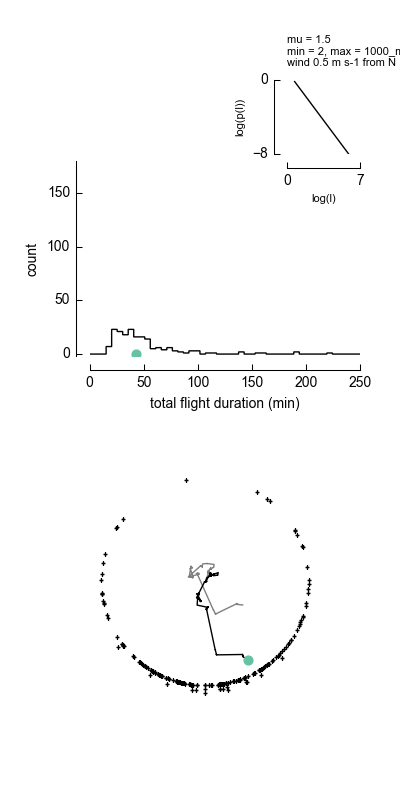 mu = 1.5
min = 2, max = 1000_m
wind 0.5 m s-1 from N
0
−8
log(p(l))
0 7
log(l)
150
100
50
0
count
0 50 100 150 200 250
total flight duration (min)